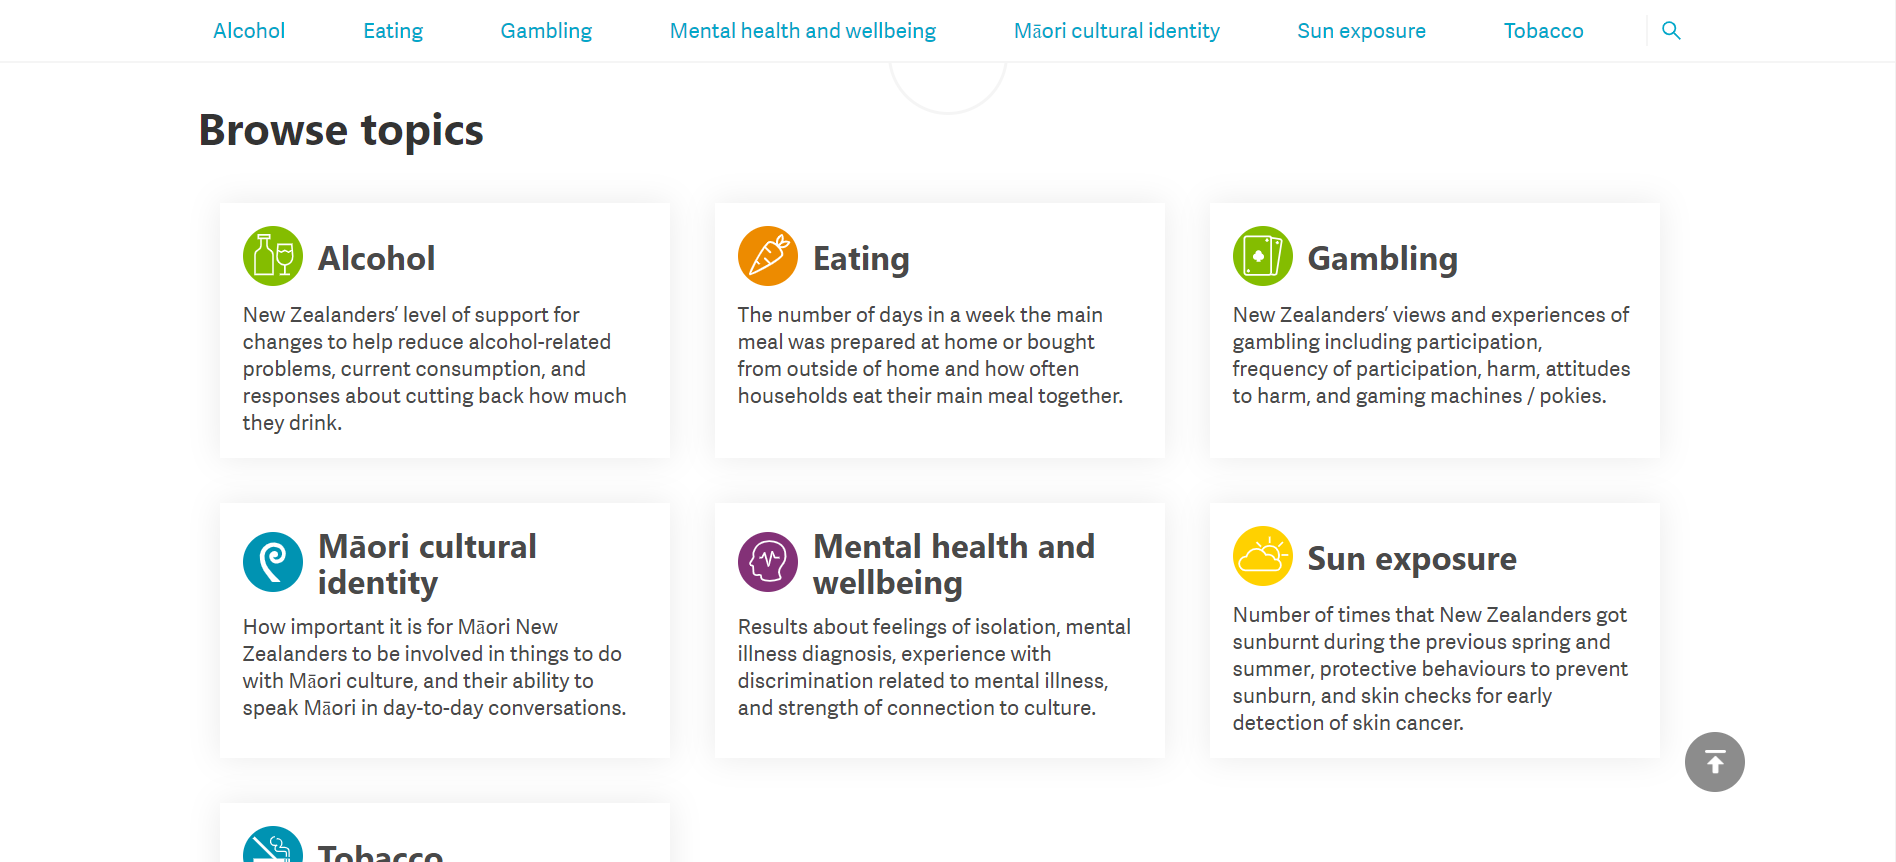 Alcohol
Eating
Gambling
Mental health and wellbeing
Māori cultural identity
Sun exposure
Tobacco
Browse topics
Alcohol
New Zealanders’ level of support for
changes to help reduce alcohol-related
problems, current consumption, and
responses about cutting back how much
they drink.
Eating
The number of days in a week the main
meal was prepared at home or bought
from outside of home and how often
households eat their main meal together.
Gambling
New Zealanders’ views and experiences of
gambling including participation,
frequency of participation, harm, attitudes
to harm, and gaming machines / pokies.
Māori cultural
identity
How important it is for Māori New
Zealanders to be involved in things to do
with Māori culture, and their ability to
speak Māori in day-to-day conversations.
Mental health and
wellbeing
Results about feelings of isolation, mental
illness diagnosis, experience with
discrimination related to mental illness,
and strength of connection to culture.
Sun exposure
Number of times that New Zealanders got
sunburnt during the previous spring and
summer, protective behaviours to prevent
sunburn, and skin checks for early
detection of skin cancer.
Tobacco